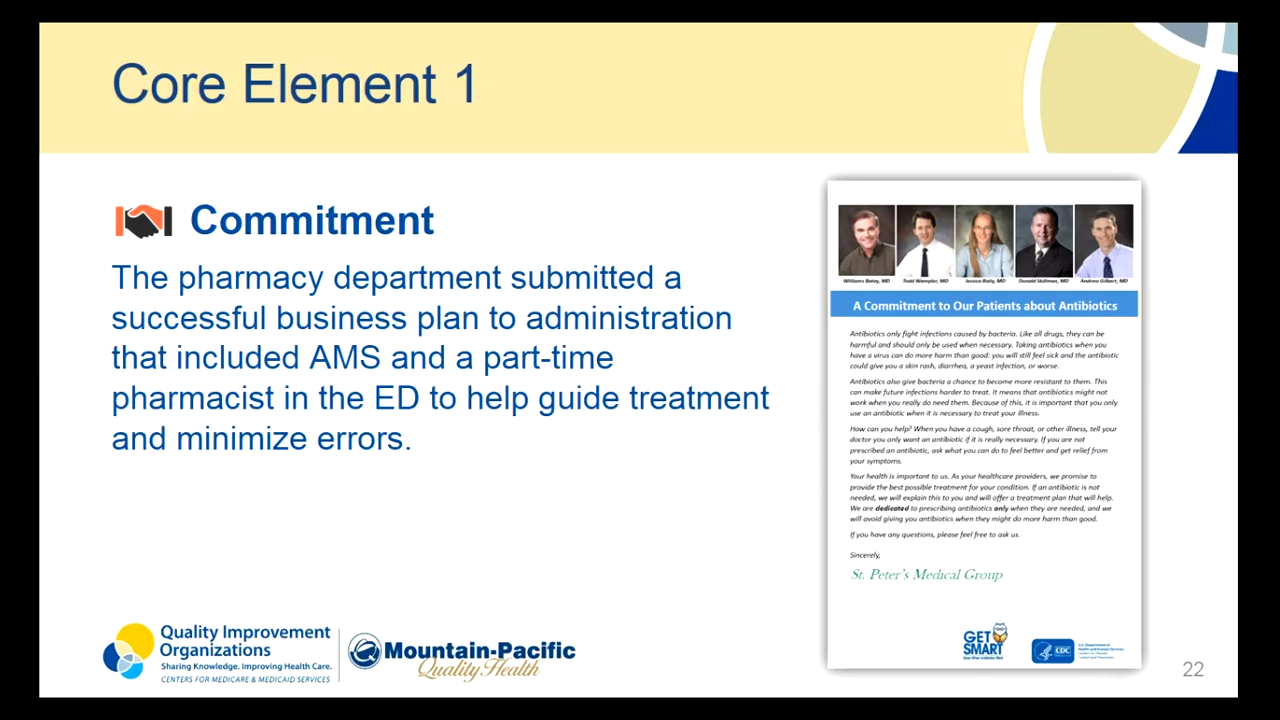 Core Element 1
Commitment
The pharmacy department submitted a
successful business plan to administration
that included AMS and a part-time
pharmacist in the ED to help guide treatment
and minimize errors.
Williams Batey, MD Todd Wampler, MD Jessica Baily, MD Donald Skillman, MD Andrew Gilbert, MD
A Commitment to Our Patients about Antibiotics
Antibiotics only fight infections caused by bacteria. Like all drugs, they can be
harmful and should only be used when necessary. Taking antibiotics when you
have a virus can do more harm than good: you will still feel sick and the antibiotic
could give you a skin rash, diarrhea, a yeast infection, or worse.
Antibiotics also give bacteria a chance to become more resistant to them. This
can make future infections harder to treat. It means that antibiotics might not
work when you really do need them. Because of this, it is important that you only
use an antibiotic when it is necessary to treat your illness.
How can you help? When you have a cough, sore throat, or other illness, tell your
doctor you only want an antibiotic if it is really necessary. If you are not
prescribed an antibiotic, ask what you can do to feel better and get relief from
your symptoms.
Your health is important to us. As your healthcare providers, we promise to
provide the best possible treatment for your condition. If an antibiotic is not
needed, we will explain this to you and will offer a treatment plan that will help.
We are dedicated to prescribing antibiotics only when they are needed, and we
will avoid giving you antibiotics when they might do more harm than good.
If you have any questions, please feel free to ask us.
Sincerely,
St. Peter's Medical Group
GET
SMART
CDC
Quality Improvement
Organizations
Sharing Knowledge. Improving Health Care.
CENTERS FOR MEDICARE & MEDICAID SERVICES
Mountain-Pacific
Quality Health
22